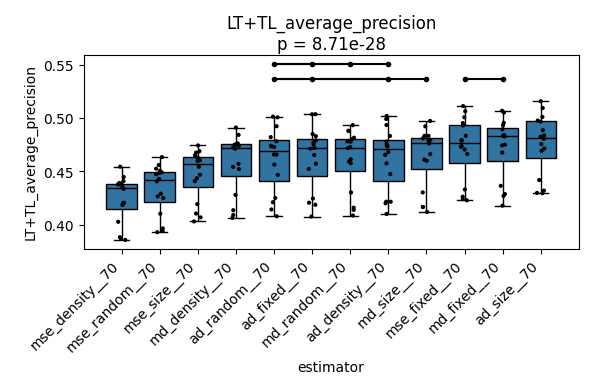 LT+TL_average_precision
p = 8.71e-28
LT+TL_average_precision
0.55
0.50
0.45
0.40
mse_density__70
mse_random__70
mse_size__70
md_density__70
ad_random__70
ad_fixed__70
md_random__70
ad_density__70
md_size__70
mse_fixed__70
md_fixed__70
ad_size__70
estimator